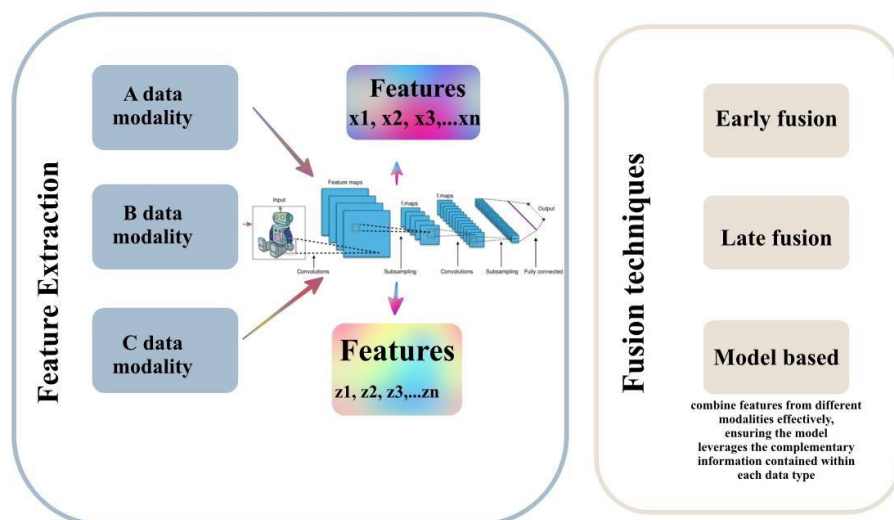 Feature Extraction
A data
modality
B data
modality
C data
modality
Features
x1, x2, x3,...xn
Input
Feature maps
f.maps
f.maps
Output
Convolutions
Subsampling
Convolutions
Subsampling
Fully connected
Features
z1, z2, z3,...zn
Fusion techniques
Early fusion
Late fusion
Model based
combine features from different
modalities effectively,
ensuring the model
leverages the complementary
information contained within
each data type